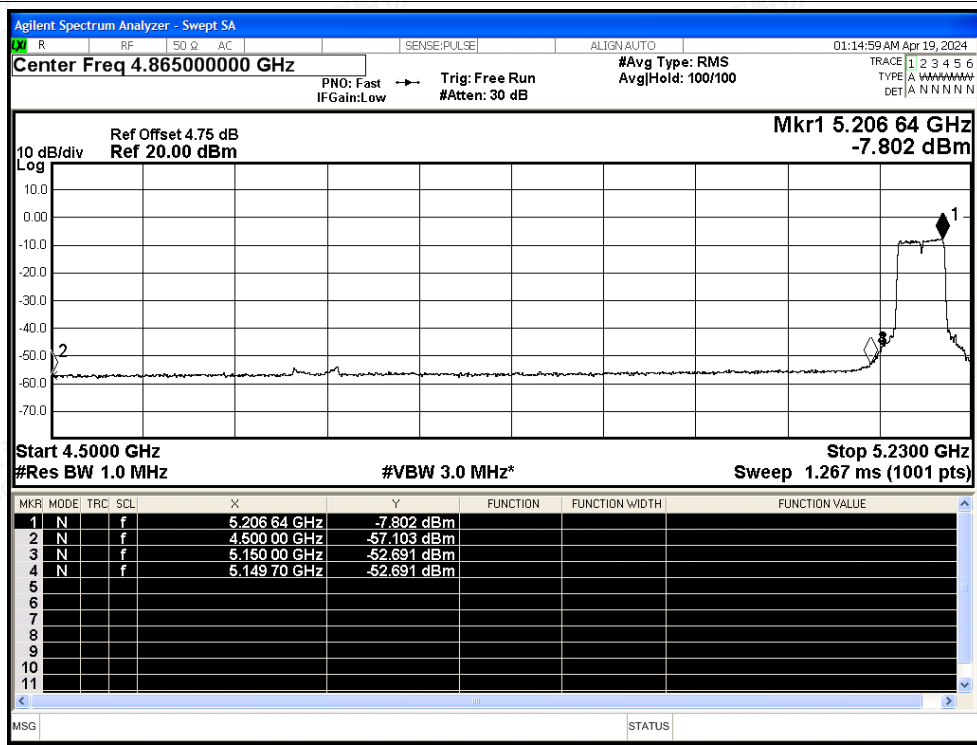 Agilent Spectrum Analyzer - Swept SA
LXI R RF 50 Ω AC SENSE:PULSE ALIGN AUTO 01:14:59 AM Apr 19, 2024
Center Freq 4.865000000 GHz
PNO: Fast
IFGain:Low
Trig: Free Run
#Atten: 30 dB
#Avg Type: RMS
Avg|Hold: 100/100
TRACE 1 2 3 4 5 6
TYPE A WWWWW
DET A N N N N N
Mkr1 5.206 64 GHz
-7.802 dBm
Ref Offset 4.75 dB
10 dB/div Ref 20.00 dBm
Log
10.0
0.00
-10.0
-20.0
-30.0
-40.0
-50.0
-60.0
-70.0
1
2
Start 4.5000 GHz Stop 5.2300 GHz
#Res BW 1.0 MHz #VBW 3.0 MHz* Sweep 1.267 ms (1001 pts)
MKR MODE TRC SCL X Y FUNCTION FUNCTION WIDTH FUNCTION VALUE
1 N f 5.206 64 GHz -7.802 dBm
2 N f 4.500 00 GHz -57.103 dBm
3 N f 5.150 00 GHz -52.691 dBm
4 N f 5.149 70 GHz -52.691 dBm
5
6
7
8
9
10
11
MSG STATUS